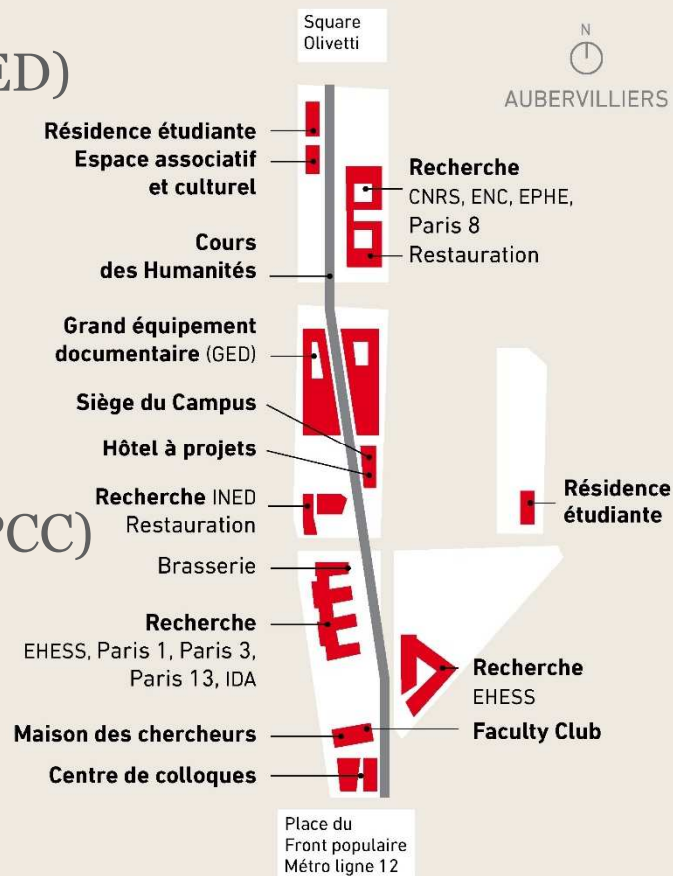 Square
Olivetti
N
AUBERVILLIERS
ED)
Résidence étudiante
Espace associatif
et culturel
Recherche
CNRS, ENC, EPHE,
Paris 8
Restauration
Cours
des Humanités
Grand équipement
documentaire (GED)
Siège du Campus
Hôtel à projets
Recherche INED
Restauration
Résidence
étudiante
PCC)
Brasserie
Recherche
EHESS, Paris 1, Paris 3,
Paris 13, IDA
Recherche
EHESS
Maison des chercheurs
Faculty Club
Centre de colloques
Place du
Front populaire
Métro ligne 12